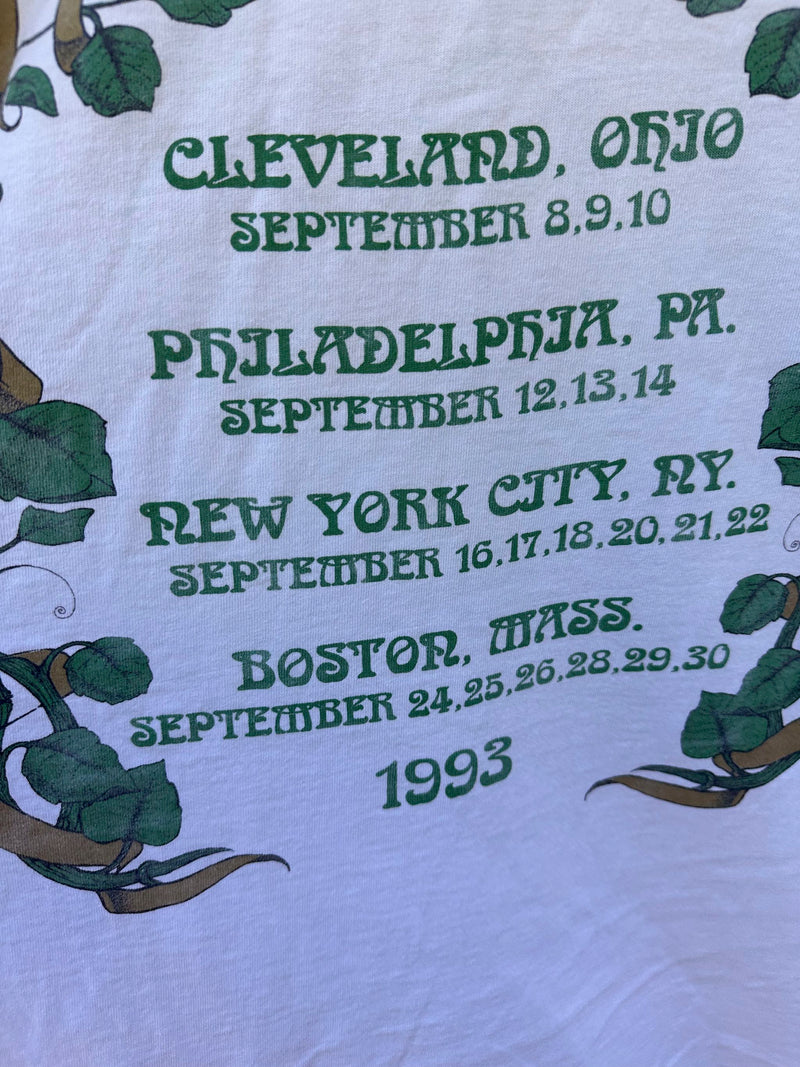 CLEVELAND, OHIO
SEPTEMBER 8,9,10
PHILADELPHIA, PA.
SEPTEMBER 12,13,14
NEW YORK CITY, NY.
SEPTEMBER 16,17,18,20,21,22
BOSTON, MASS.
SEPTEMBER 24,25,26,28,29,30
1993